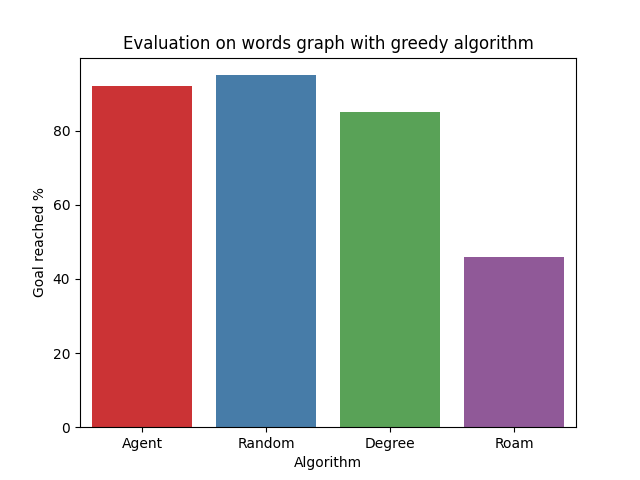 Evaluation on words graph with greedy algorithm
Goal reached %
80
60
40
20
0
Agent Random Degree Roam
Algorithm